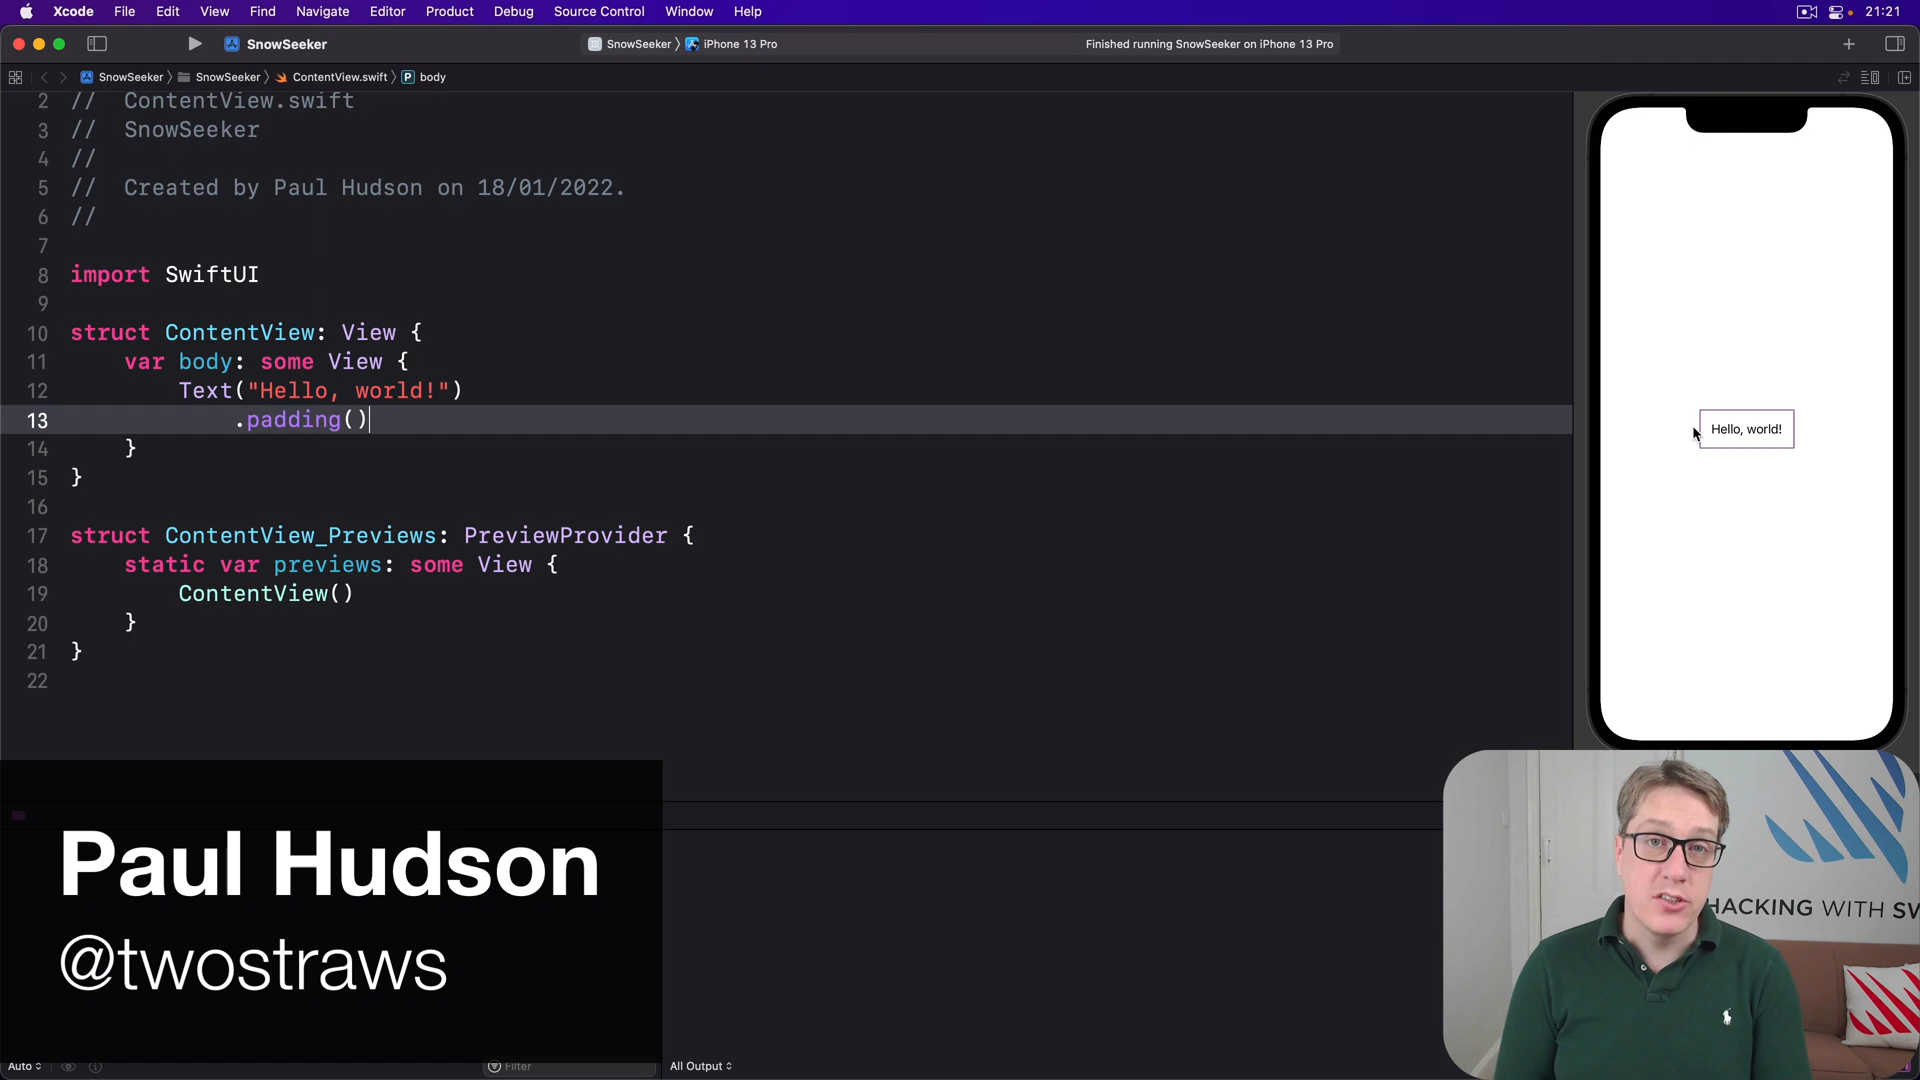 Xcode File Edit View Find Navigate Editor Product Debug Source Control Window Help 21:21
SnowSeeker SnowSeeker 〉 iPhone 13 Pro Finished running SnowSeeker on iPhone 13 Pro
SnowSeeker 〉 SnowSeeker 〉 ContentView.swift 〉 P body
2 //  ContentView.swift
3 //  SnowSeeker
4 //
5 //  Created by Paul Hudson on 18/01/2022.
6 //
7
8 import SwiftUI
9
10 struct ContentView: View {
11     var body: some View {
12         Text("Hello, world!")
13             .padding()
14     }
15 }
16
17 struct ContentView_Previews: PreviewProvider {
18     static var previews: some View {
19         ContentView()
20     }
21 }
22
Hello, world!
Paul Hudson
@twostraws
HACKING WITH SW
Auto Filter All Output